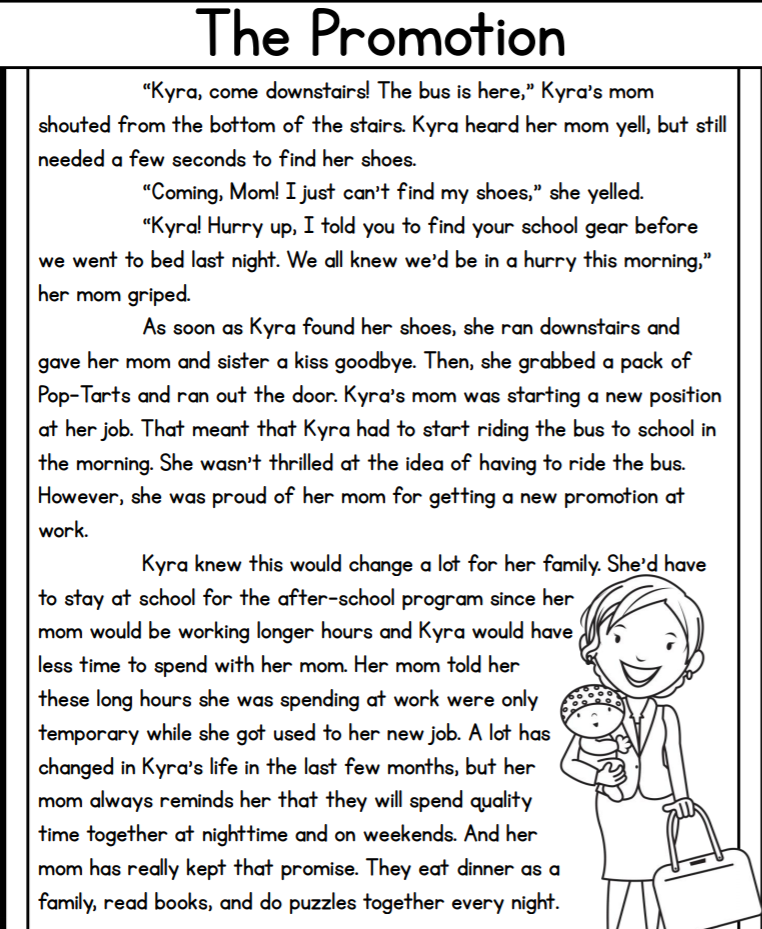 The Promotion
“Kyra, come downstairs! The bus is here,” Kyra’s mom
shouted from the bottom of the stairs. Kyra heard her mom yell, but still
needed a few seconds to find her shoes.
“Coming, Mom! I just can’t find my shoes,” she yelled.
“Kyra! Hurry up, I told you to find your school gear before
we went to bed last night. We all knew we’d be in a hurry this morning,”
her mom griped.
As soon as Kyra found her shoes, she ran downstairs and
gave her mom and sister a kiss goodbye. Then, she grabbed a pack of
Pop-Tarts and ran out the door. Kyra’s mom was starting a new position
at her job. That meant that Kyra had to start riding the bus to school in
the morning. She wasn’t thrilled at the idea of having to ride the bus.
However, she was proud of her mom for getting a new promotion at
work.
Kyra knew this would change a lot for her family. She’d have
to stay at school for the after-school program since her
mom would be working longer hours and Kyra would have
less time to spend with her mom. Her mom told her
these long hours she was spending at work were only
temporary while she got used to her new job. A lot has
changed in Kyra’s life in the last few months, but her
mom always reminds her that they will spend quality
time together at nighttime and on weekends. And her
mom has really kept that promise. They eat dinner as a
family, read books, and do puzzles together every night.